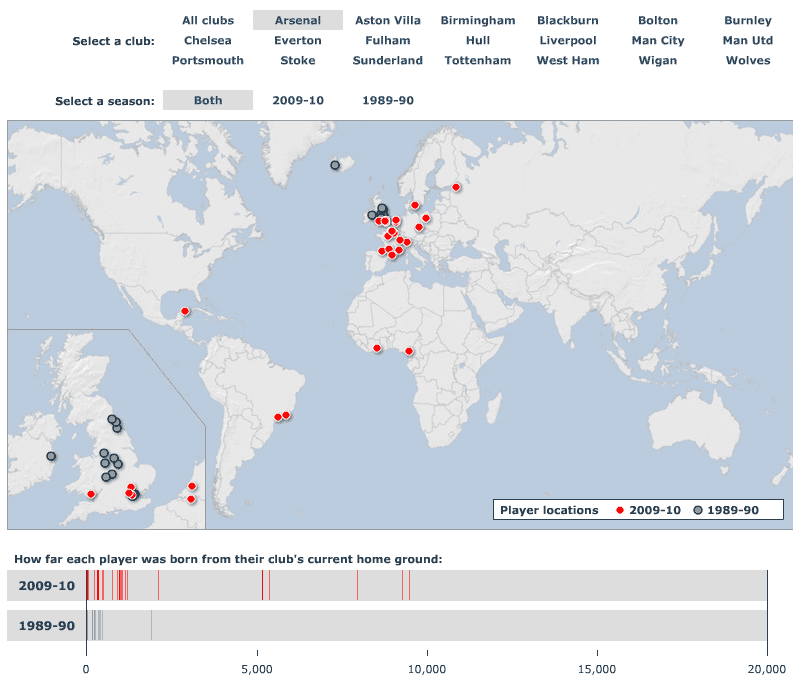 All clubs Arsenal Aston Villa Birmingham Blackburn Bolton Burnley
Select a club: Chelsea Everton Fulham Hull Liverpool Man City Man Utd
Portsmouth Stoke Sunderland Tottenham West Ham Wigan Wolves
Select a season: Both 2009-10 1989-90
Player locations 2009-10 1989-90
How far each player was born from their club's current home ground:
2009-10
1989-90
0 5,000 10,000 15,000 20,000